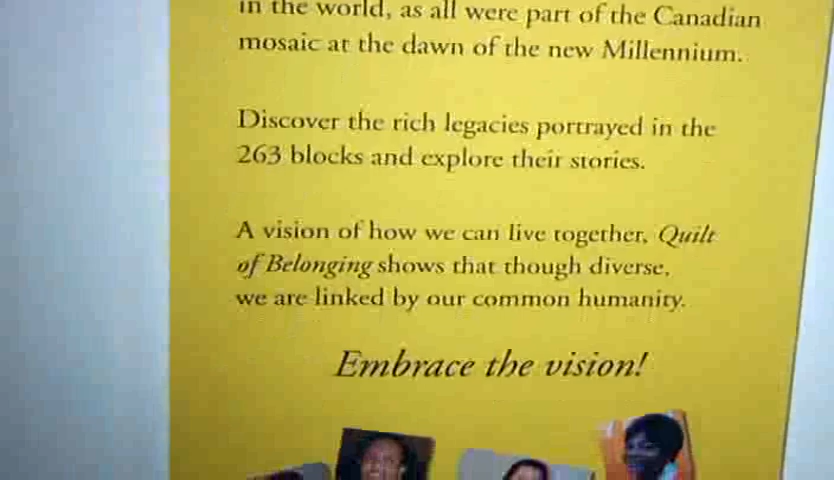 in the world, as all were part of the Canadian
mosaic at the dawn of the new Millennium.
Discover the rich legacies portrayed in the
263 blocks and explore their stories.
A vision of how we can live together, Quilt
of Belonging shows that though diverse,
we are linked by our common humanity.
Embrace the vision!